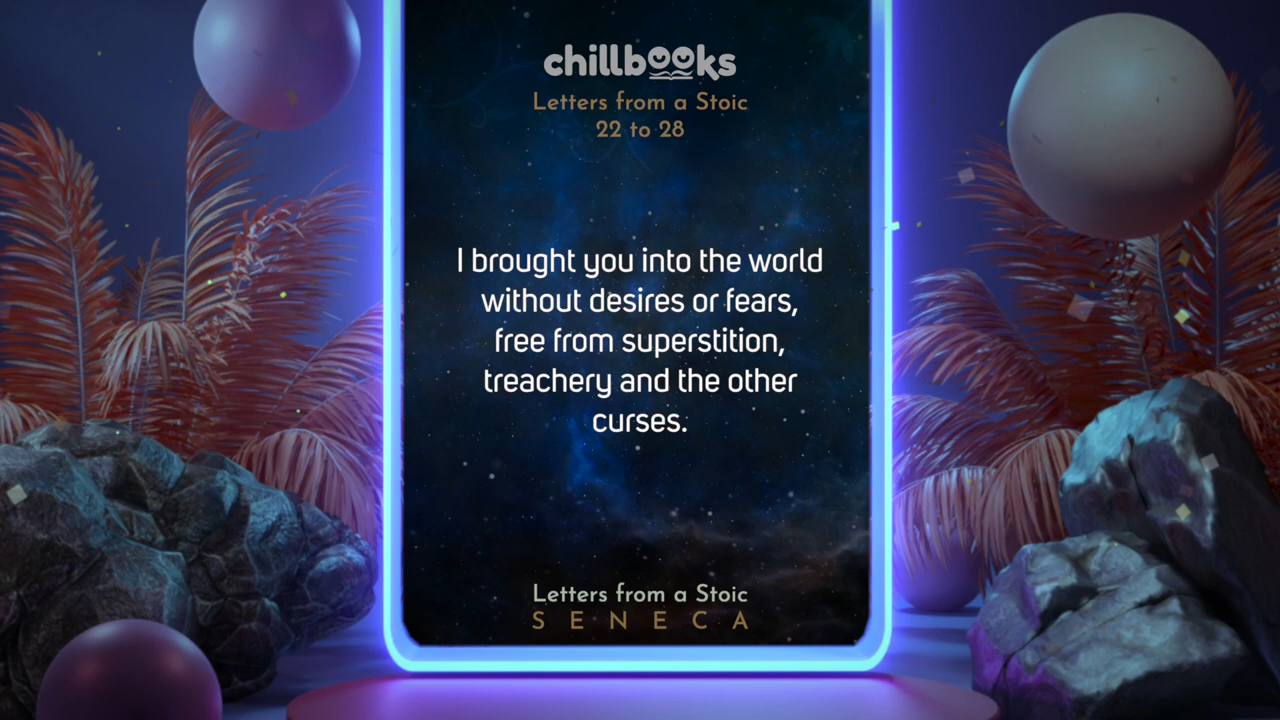 chillbooks
Letters from a Stoic
22 to 28
I brought you into the world
without desires or fears,
free from superstition,
treachery and the other
curses.
Letters from a Stoic
SENECA